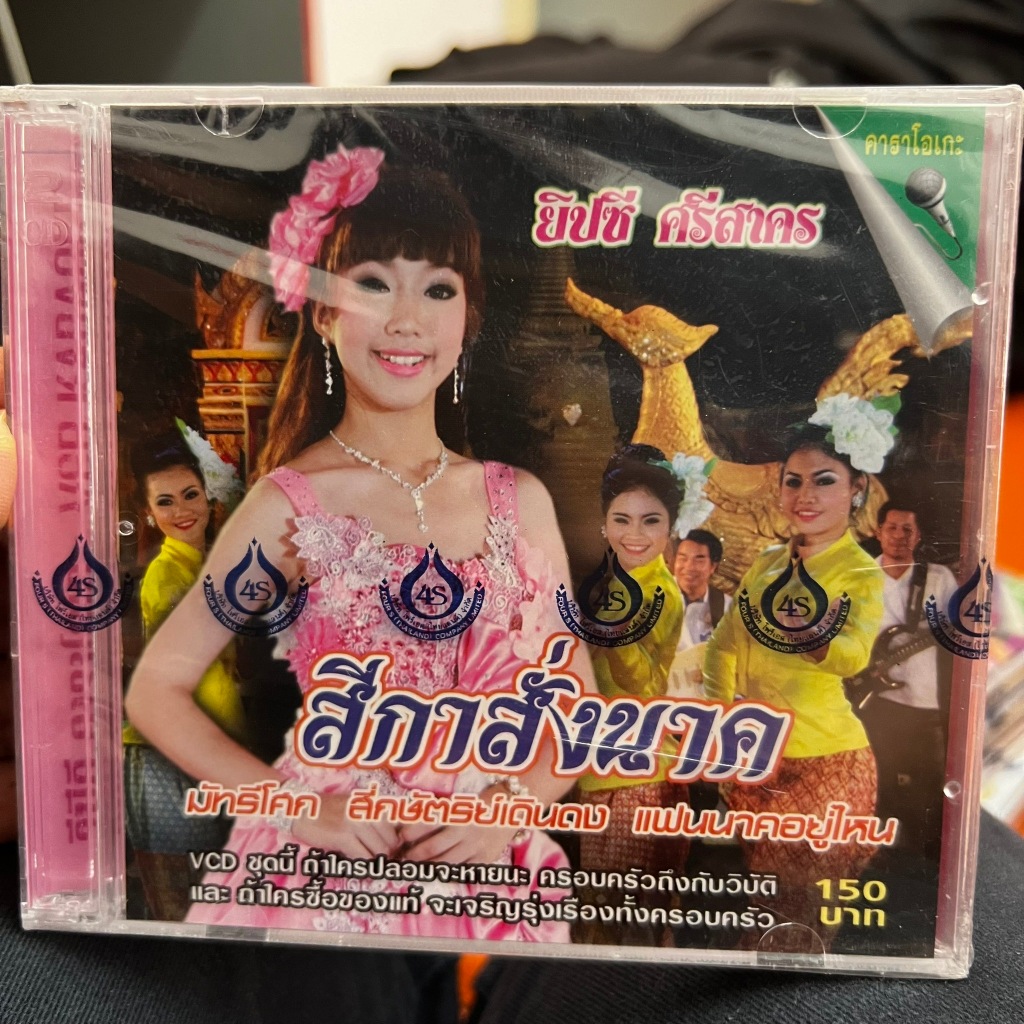 คาราโอเกะ
ยิปซี ศรีสาคร
4S
FOUR S (THAILAND) COMPANY LIMITED
สีกาสั่งนาค
มัทรีโศก สี่กษัตริย์เดินดง แฟนนาคอยู่ไหน
VCD ชุดนี้ ถ้าใครปลอมจะหายนะ ครอบครัวถึงกับวิบัติ
และ ถ้าใครซื้อของแท้ จะเจริญรุ่งเรืองทั้งครอบครัว
150
บาท
VCD KARAOKE